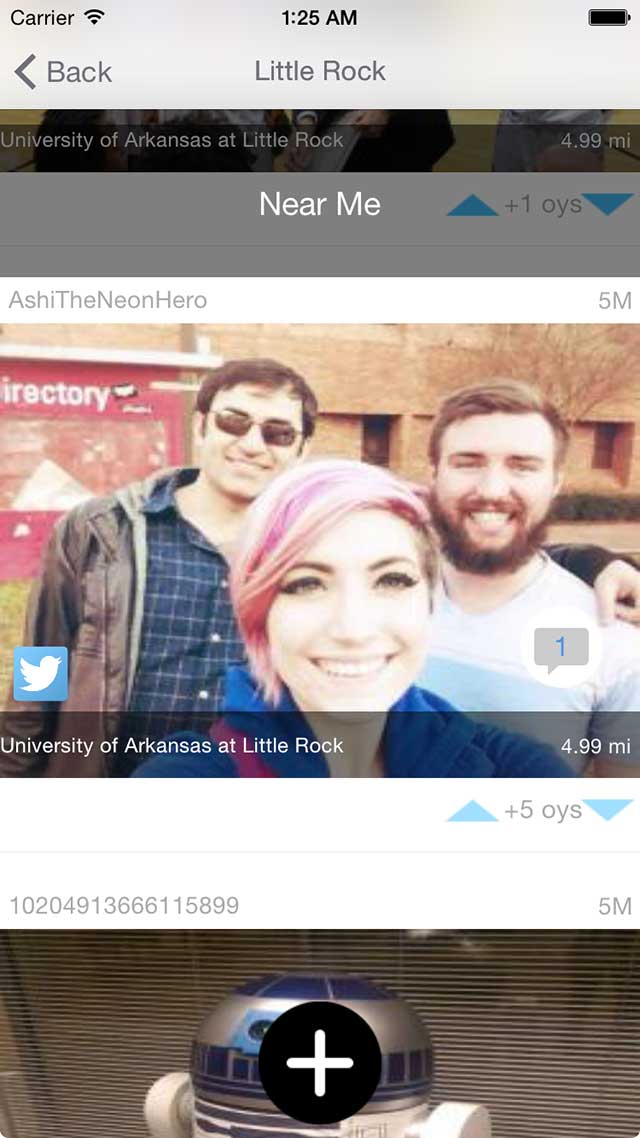 Carrier 1:25 AM
Back Little Rock
University of Arkansas at Little Rock 4.99 mi
Near Me +1 oys
AshiTheNeonHero 5M
irectory
1
University of Arkansas at Little Rock 4.99 mi
+5 oys
10204913666115899 5M